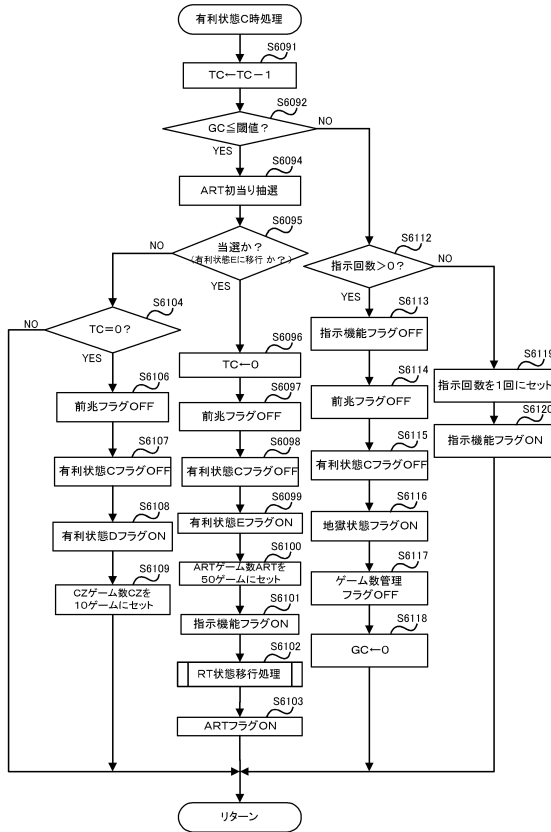 有利状態C時処理
S6091
TC←TC－1
S6092
GC≦閾値？
NO
YES
S6094
ART初当り抽選
S6095
当選か？
(有利状態Eに移行 か？)
NO
YES
S6104
TC=0？
NO
YES
S6106
前兆フラグOFF
S6107
有利状態CフラグOFF
S6108
有利状態DフラグON
S6109
CZゲーム数CZを
10ゲームにセット
S6096
TC←0
S6097
前兆フラグOFF
S6098
有利状態CフラグOFF
S6099
有利状態EフラグON
S6100
ARTゲーム数ARTを
50ゲームにセット
S6101
指示機能フラグON
S6102
RT状態移行処理
S6103
ARTフラグON
S6112
指示回数>0？
NO
YES
S6113
指示機能フラグOFF
S6114
前兆フラグOFF
S6115
有利状態CフラグOFF
S6116
地獄状態フラグON
S6117
ゲーム数管理
フラグOFF
S6118
GC←0
S6119
指示回数を1回にセット
S6120
指示機能フラグON
リターン